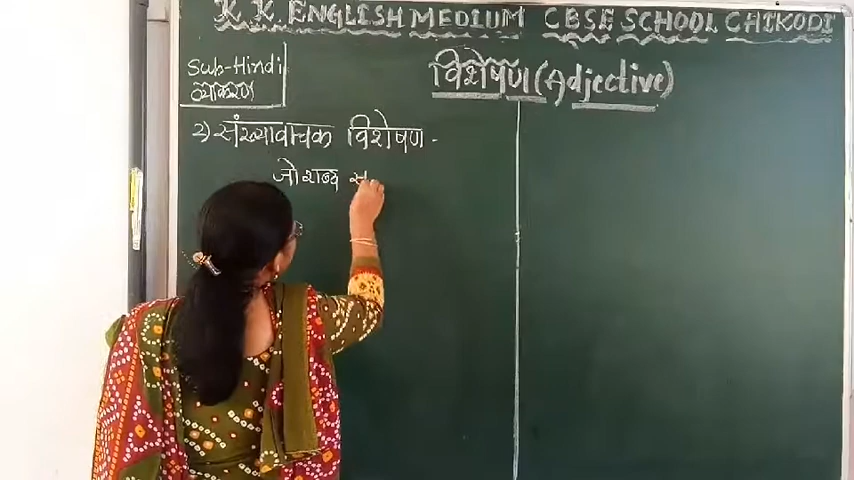 K.K. ENGLISH MEDIUM CBSE SCHOOL CHIKODI
Sub-Hindi
व्याकरण
विशेषण (Adjective)
2) संख्यावाचक विशेषण -
जो शब्द सं